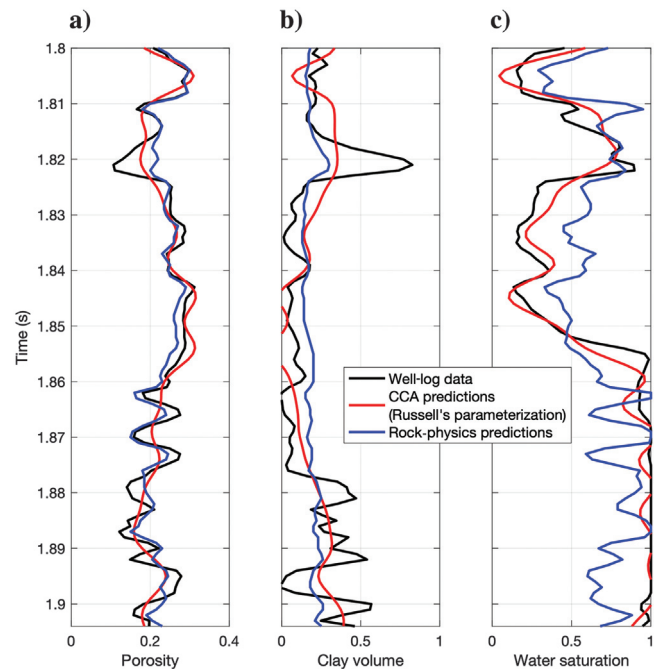 a) b) c)
1.8
1.81
1.82
1.83
1.84
1.85
1.86
1.87
1.88
1.89
1.9
Time (s)
Well-log data
CCA predictions
(Russell's parameterization)
Rock-physics predictions
0 0.2 0.4 0 0.5 1 0 0.5 1
Porosity Clay volume Water saturation